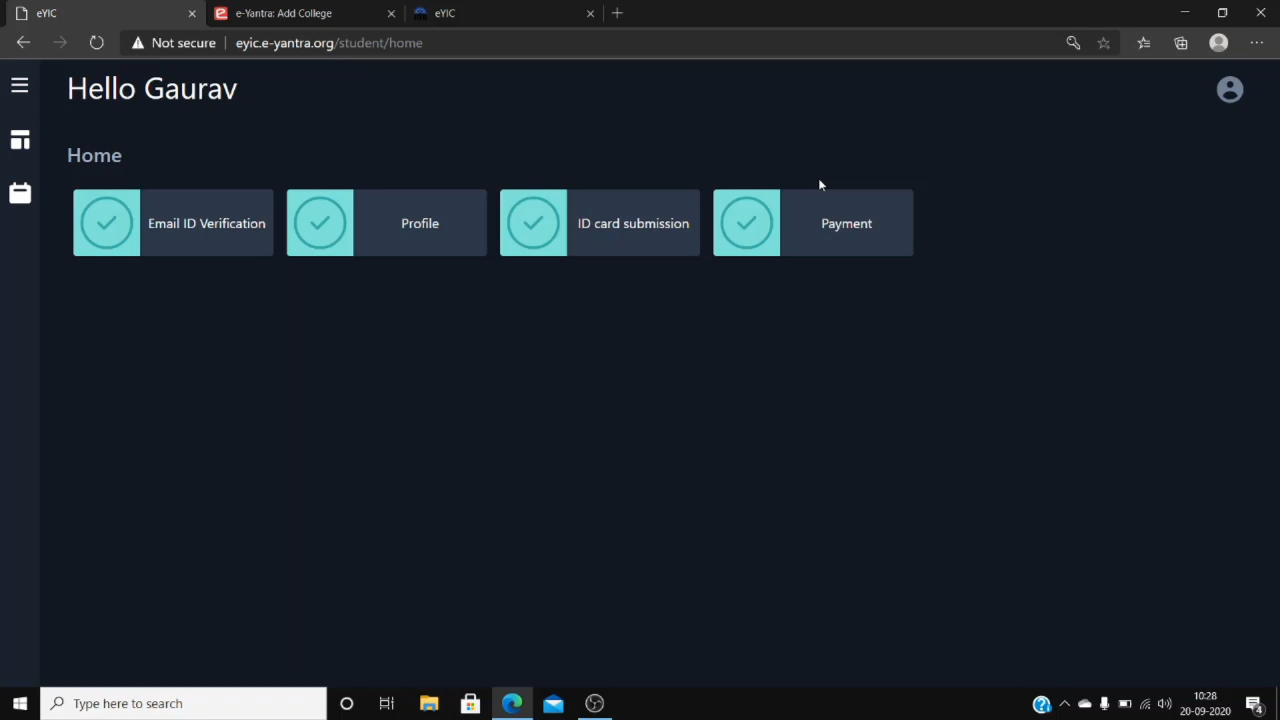 eYIC
e-Yantra: Add College
eYIC
Not secure
eyic.e-yantra.org/student/home
Hello Gaurav
Home
Email ID Verification
Profile
ID card submission
Payment
Type here to search
10:28
20-09-2020
4